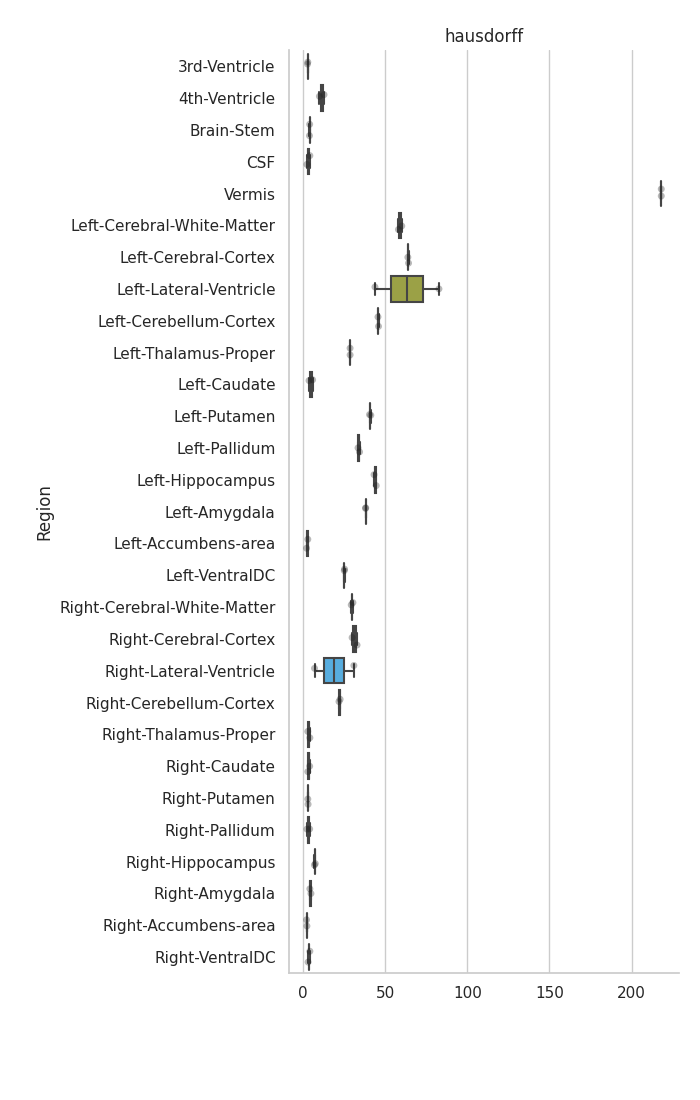 hausdorff
3rd-Ventricle
4th-Ventricle
Brain-Stem
CSF
Vermis
Left-Cerebral-White-Matter
Left-Cerebral-Cortex
Left-Lateral-Ventricle
Left-Cerebellum-Cortex
Left-Thalamus-Proper
Left-Caudate
Left-Putamen
Left-Pallidum
Left-Hippocampus
Left-Amygdala
Left-Accumbens-area
Left-VentralDC
Right-Cerebral-White-Matter
Right-Cerebral-Cortex
Right-Lateral-Ventricle
Right-Cerebellum-Cortex
Right-Thalamus-Proper
Right-Caudate
Right-Putamen
Right-Pallidum
Right-Hippocampus
Right-Amygdala
Right-Accumbens-area
Right-VentralDC
Region
0 50 100 150 200